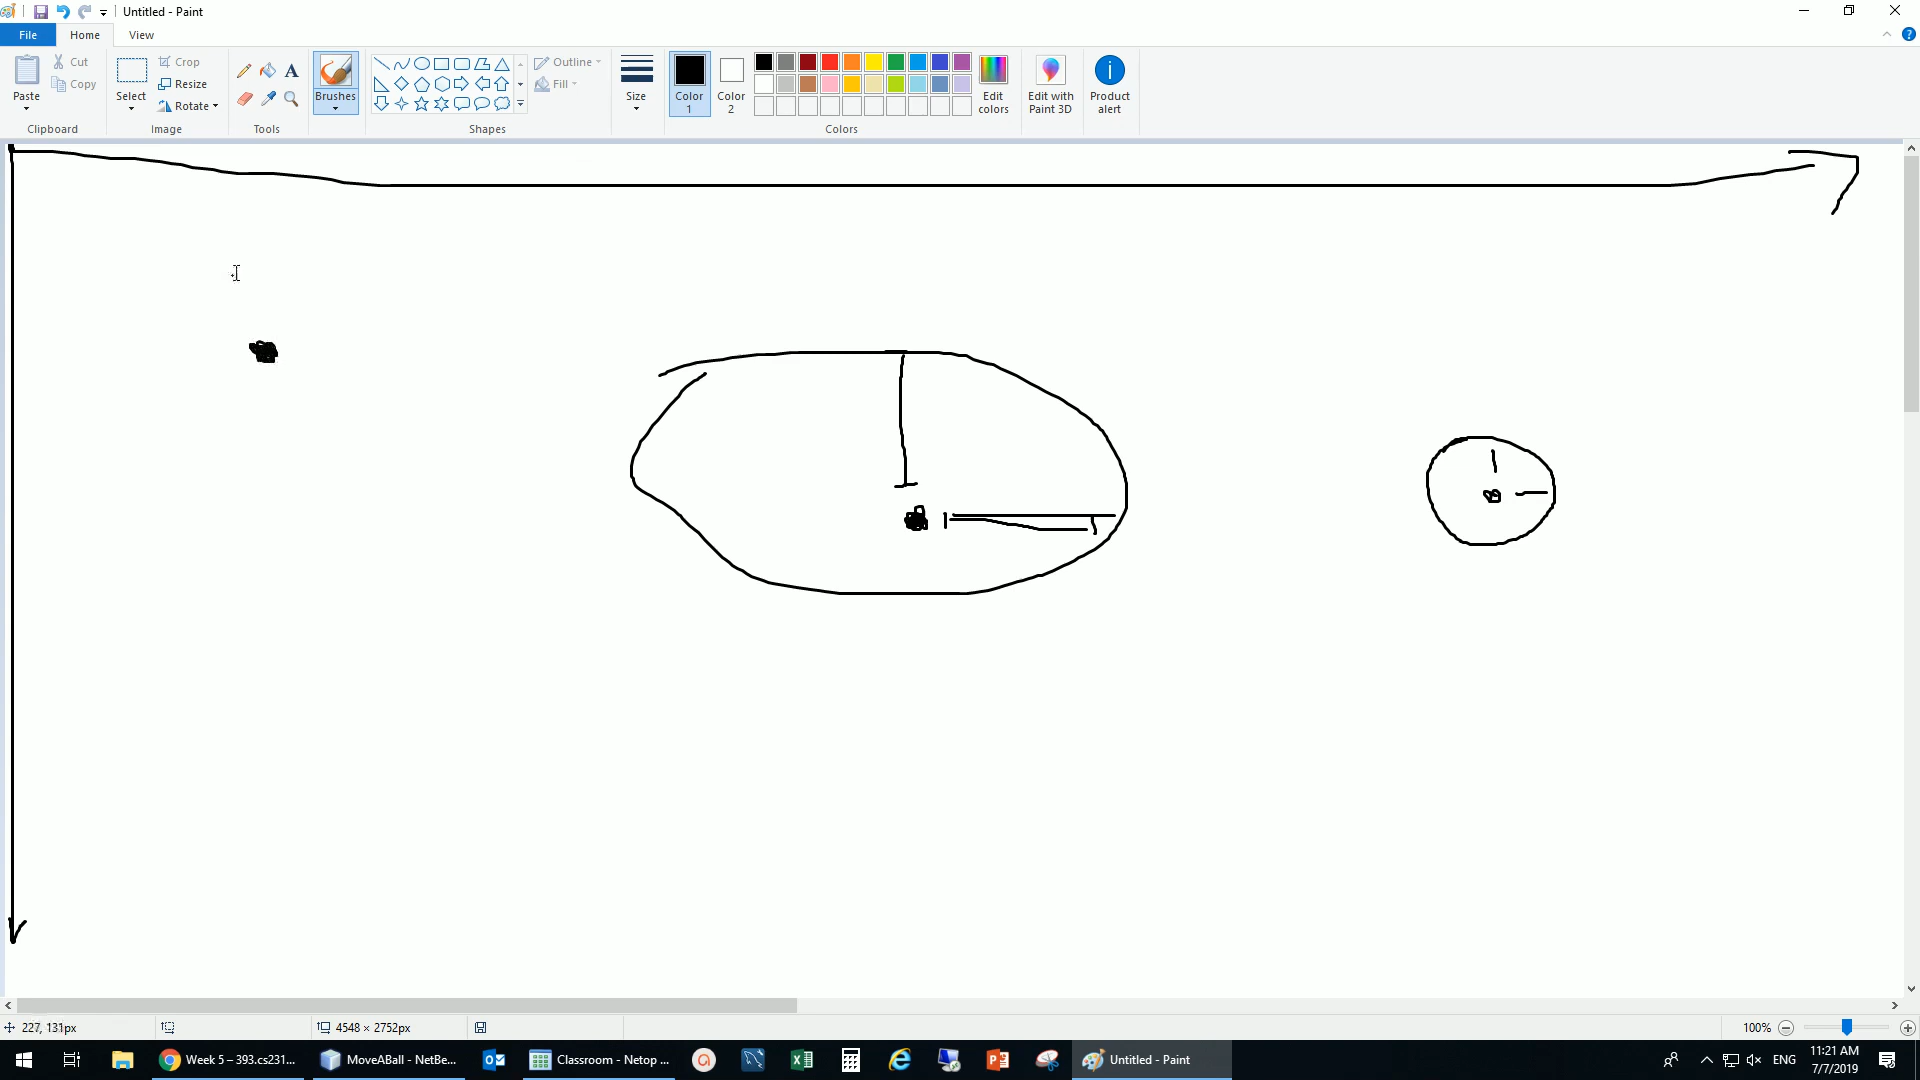 Untitled - Paint
File
Home
View
Paste
Cut
Copy
Clipboard
Select
Crop
Resize
Rotate
Image
A
Tools
Brushes
Shapes
Outline
Fill
Size
Color 1
Color 2
Edit colors
Colors
Edit with Paint 3D
Product alert
227, 131px
4548 × 2752px
100%
Week 5 – 393.cs231...
MoveABall - NetBe...
Classroom - Netop ...
Untitled - Paint
ENG
11:21 AM
7/7/2019